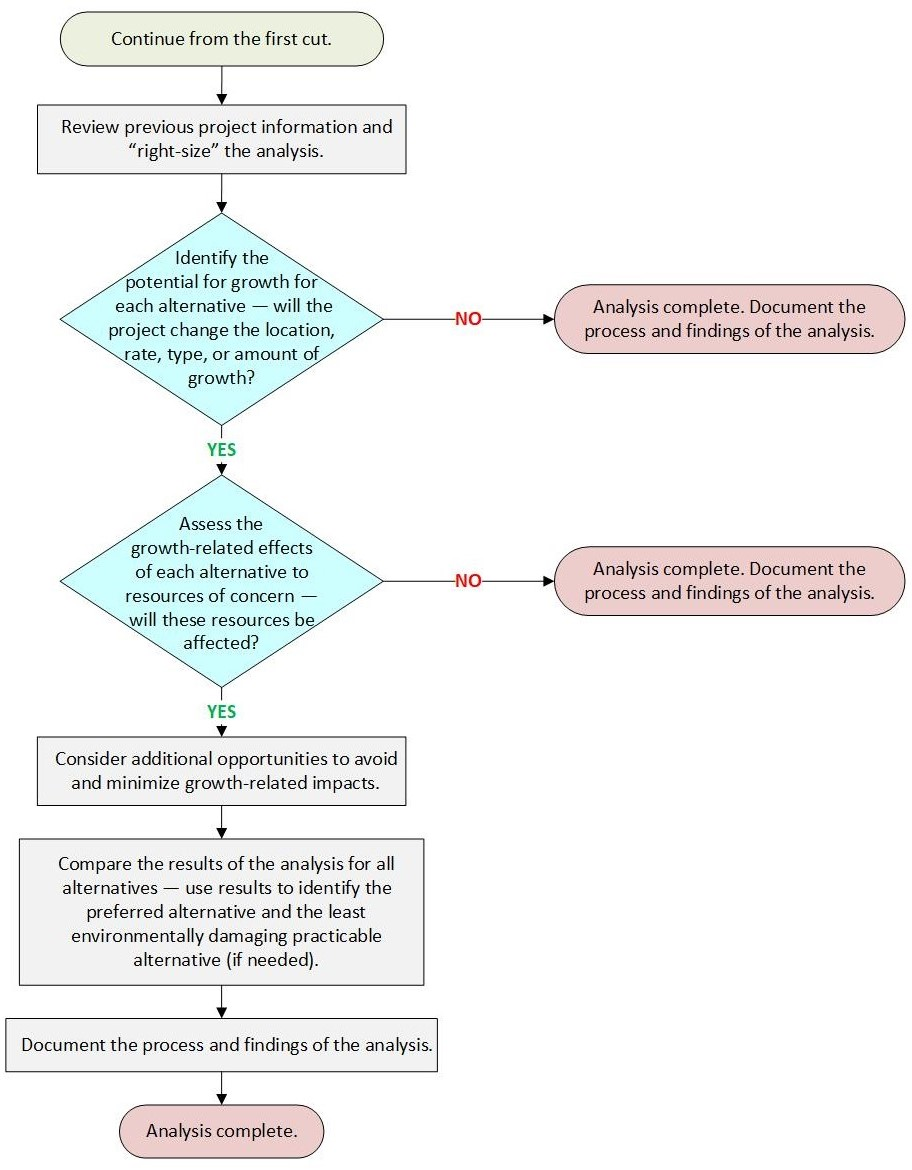 Continue from the first cut.
Review previous project information and
“right-size” the analysis.
Identify the
potential for growth for
each alternative — will the
project change the location,
rate, type, or amount of
growth?
NO
Analysis complete. Document the
process and findings of the analysis.
YES
Assess the
growth-related effects
of each alternative to
resources of concern —
will these resources be
affected?
NO
Analysis complete. Document the
process and findings of the analysis.
YES
Consider additional opportunities to avoid
and minimize growth-related impacts.
Compare the results of the analysis for all
alternatives — use results to identify the
preferred alternative and the least
environmentally damaging practicable
alternative (if needed).
Document the process and findings of the analysis.
Analysis complete.